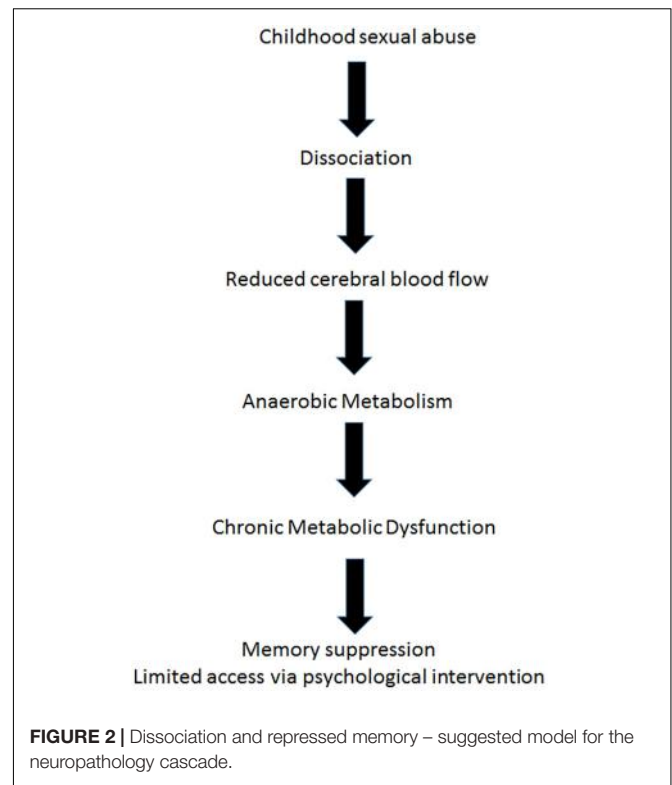 Childhood sexual abuse
Dissociation
Reduced cerebral blood flow
Anaerobic Metabolism
Chronic Metabolic Dysfunction
Memory suppression
Limited access via psychological intervention
FIGURE 2 | Dissociation and repressed memory – suggested model for the
neuropathology cascade.